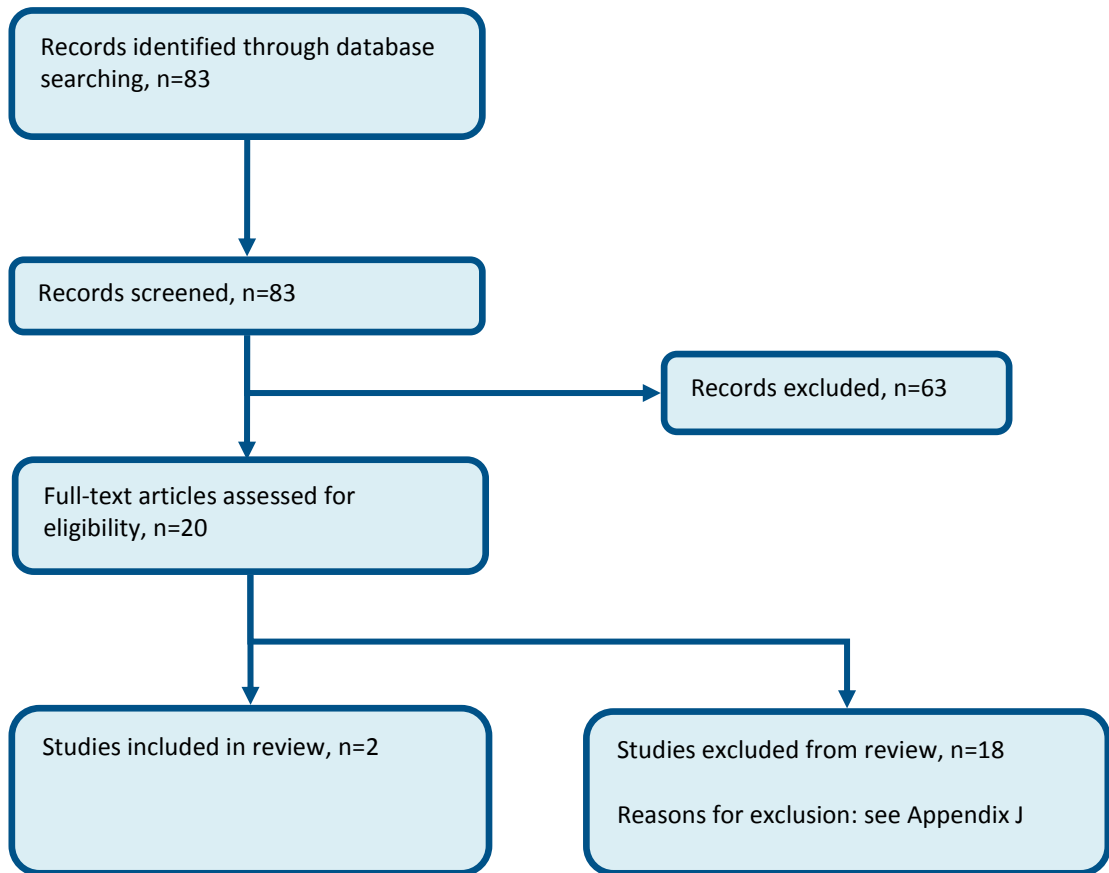 Records identified through database
searching, n=83
Records screened, n=83
Records excluded, n=63
Full-text articles assessed for
eligibility, n=20
Studies included in review, n=2
Studies excluded from review, n=18
Reasons for exclusion: see Appendix J